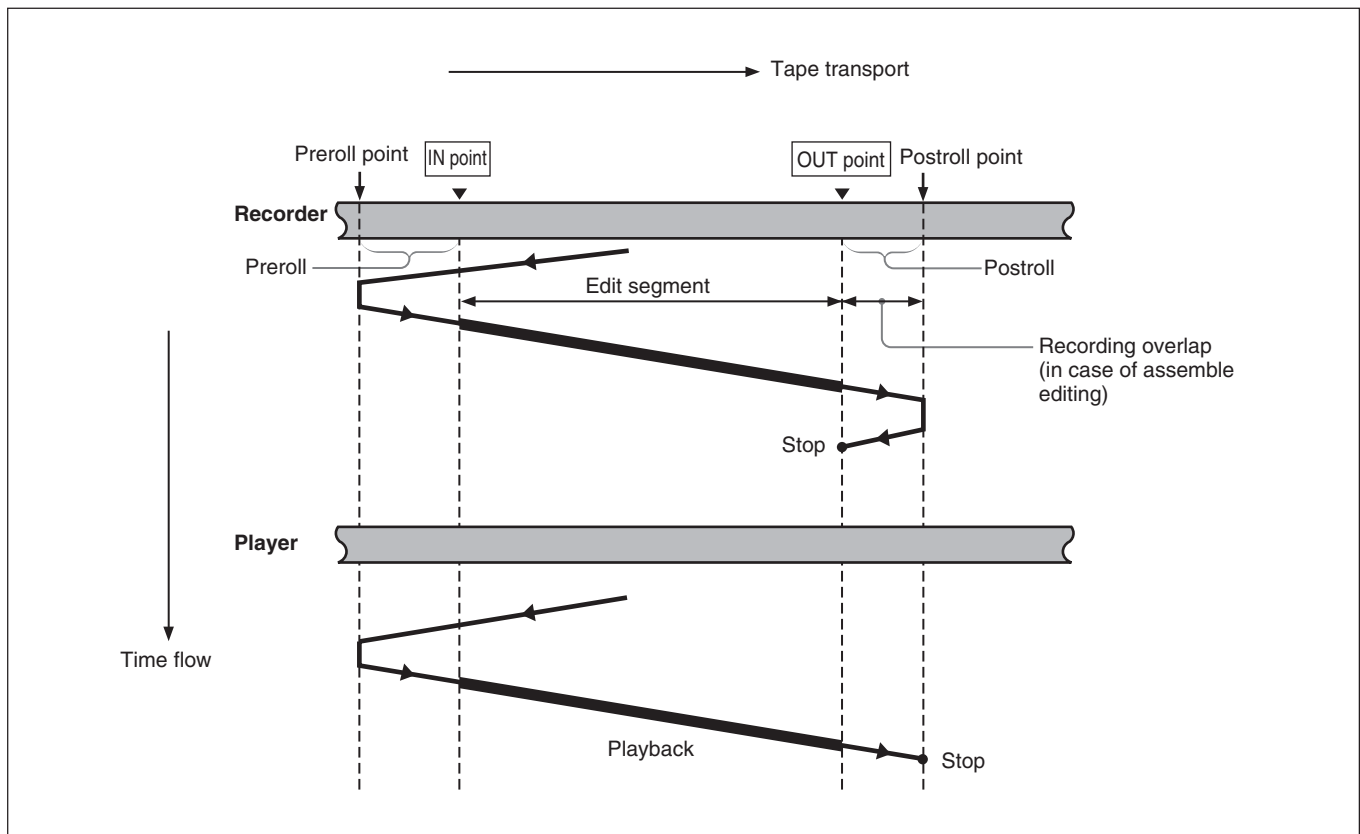 Tape transport
Preroll point
IN point
OUT point
Postroll point
Recorder
Preroll
Postroll
Edit segment
Recording overlap
(in case of assemble
editing)
Stop
Player
Time flow
Playback
Stop